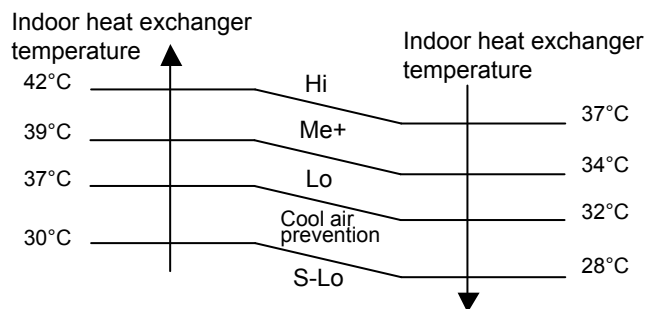 Indoor heat exchanger
temperature
42°C
39°C
37°C
30°C
Hi
Me+
Lo
Cool air
prevention
S-Lo
Indoor heat exchanger
temperature
37°C
34°C
32°C
28°C